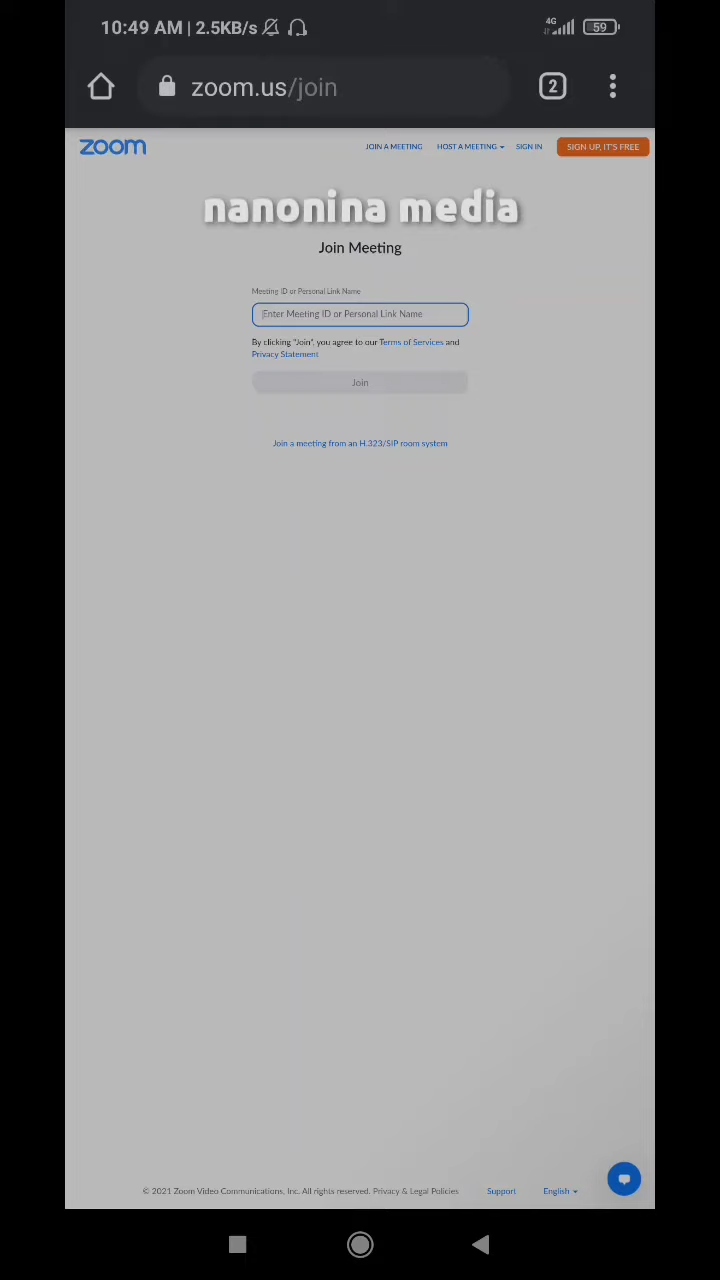 10:49 AM | 2.5KB/s 4G 59
zoom.us/join 2
zoom JOIN A MEETING HOST A MEETING SIGN IN SIGN UP, IT'S FREE
nanonina media
Join Meeting
Meeting ID or Personal Link Name
Enter Meeting ID or Personal Link Name
By clicking "Join", you agree to our Terms of Services and
Privacy Statement
Join
Join a meeting from an H.323/SIP room system
© 2021 Zoom Video Communications, Inc. All rights reserved. Privacy & Legal Policies Support English